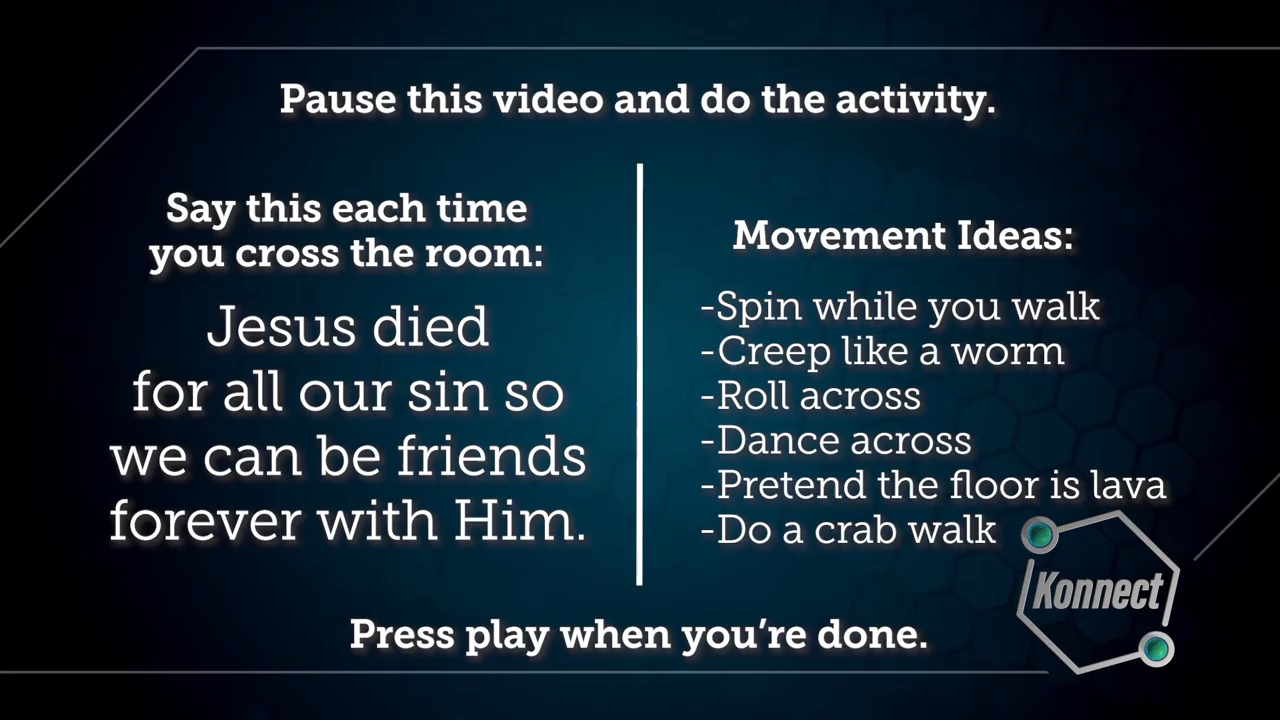 Pause this video and do the activity.
Say this each time
you cross the room:
Jesus died
for all our sin so
we can be friends
forever with Him.
Movement Ideas:
-Spin while you walk
-Creep like a worm
-Roll across
-Dance across
-Pretend the floor is lava
-Do a crab walk
Konnect
Press play when you’re done.